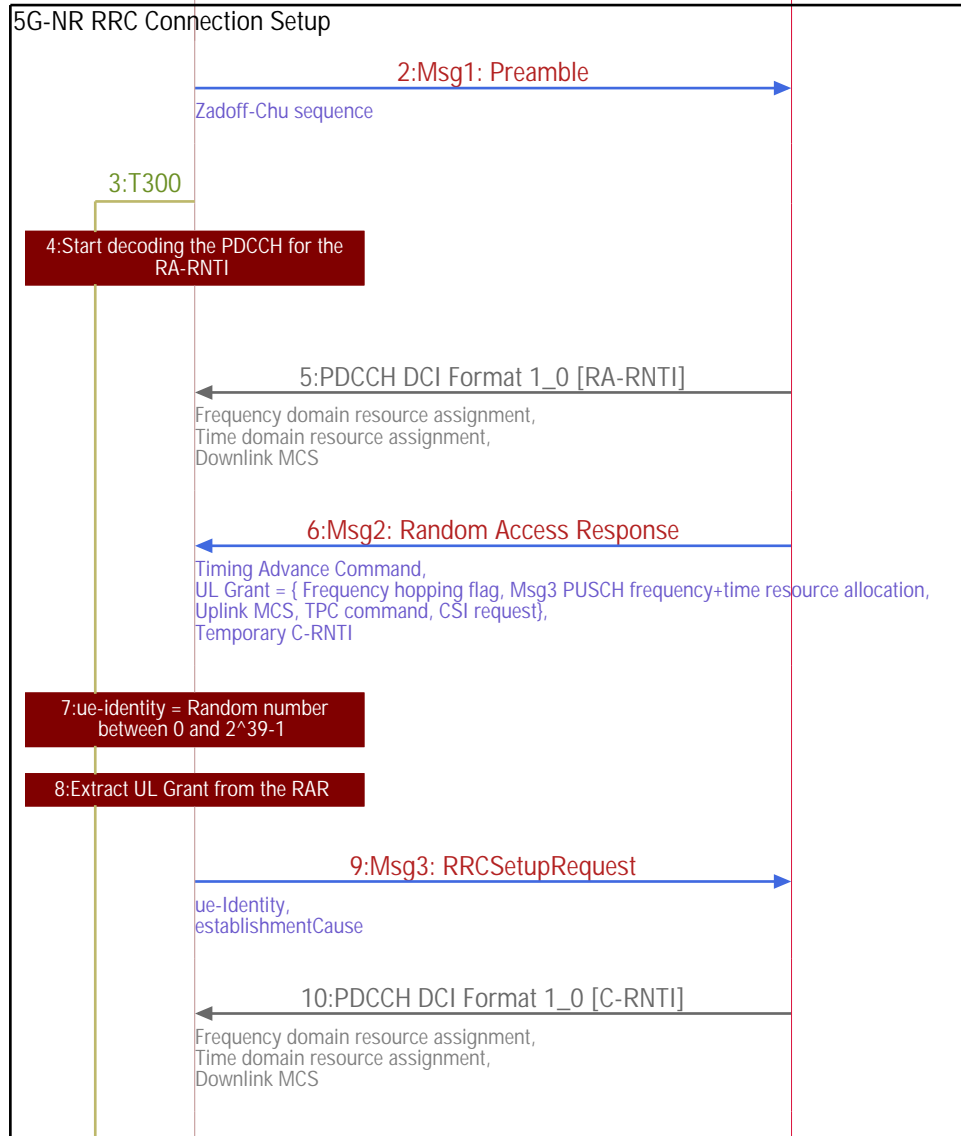 5G-NR RRC Connection Setup
2:Msg1: Preamble
Zadoff-Chu sequence
3:T300
4:Start decoding the PDCCH for the
RA-RNTI
5:PDCCH DCI Format 1_0 [RA-RNTI]
Frequency domain resource assignment,
Time domain resource assignment,
Downlink MCS
6:Msg2: Random Access Response
Timing Advance Command,
UL Grant = { Frequency hopping flag, Msg3 PUSCH frequency+time resource allocation,
Uplink MCS, TPC command, CSI request},
Temporary C-RNTI
7:ue-identity = Random number
between 0 and 2^39-1
8:Extract UL Grant from the RAR
9:Msg3: RRCSetupRequest
ue-Identity,
establishmentCause
10:PDCCH DCI Format 1_0 [C-RNTI]
Frequency domain resource assignment,
Time domain resource assignment,
Downlink MCS